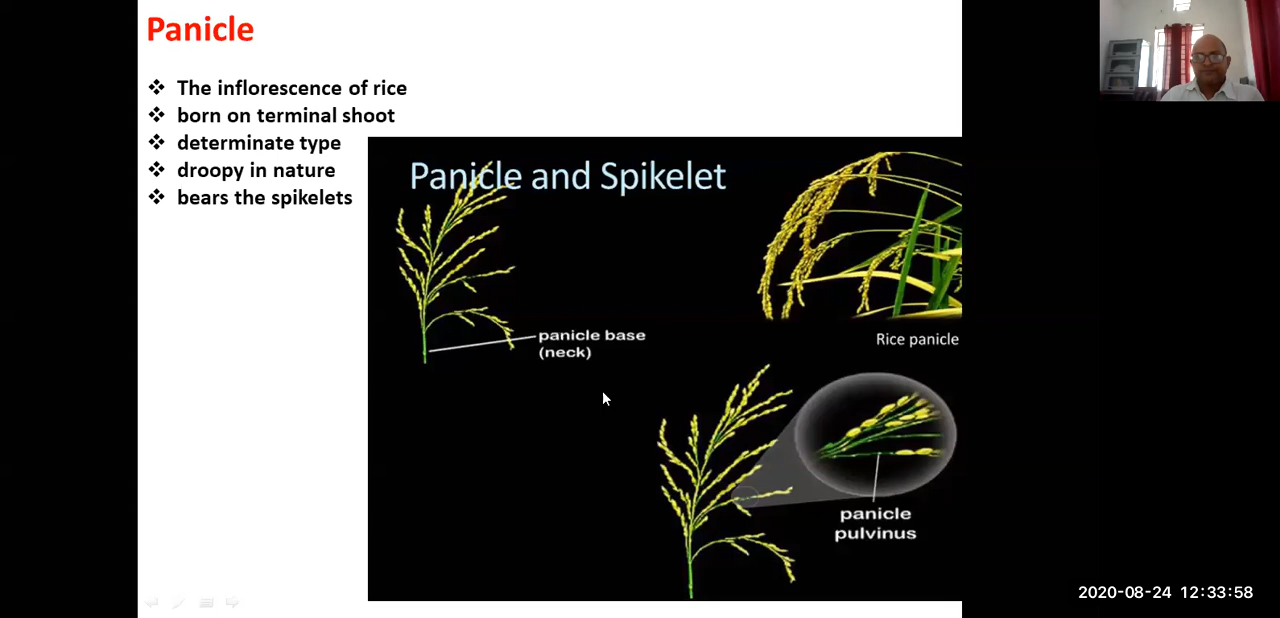 Panicle
❖ The inflorescence of rice
❖ born on terminal shoot
❖ determinate type
❖ droopy in nature
❖ bears the spikelets
Panicle and Spikelet
panicle base
(neck)
Rice panicle
panicle
pulvinus
2020-08-24 12:33:58